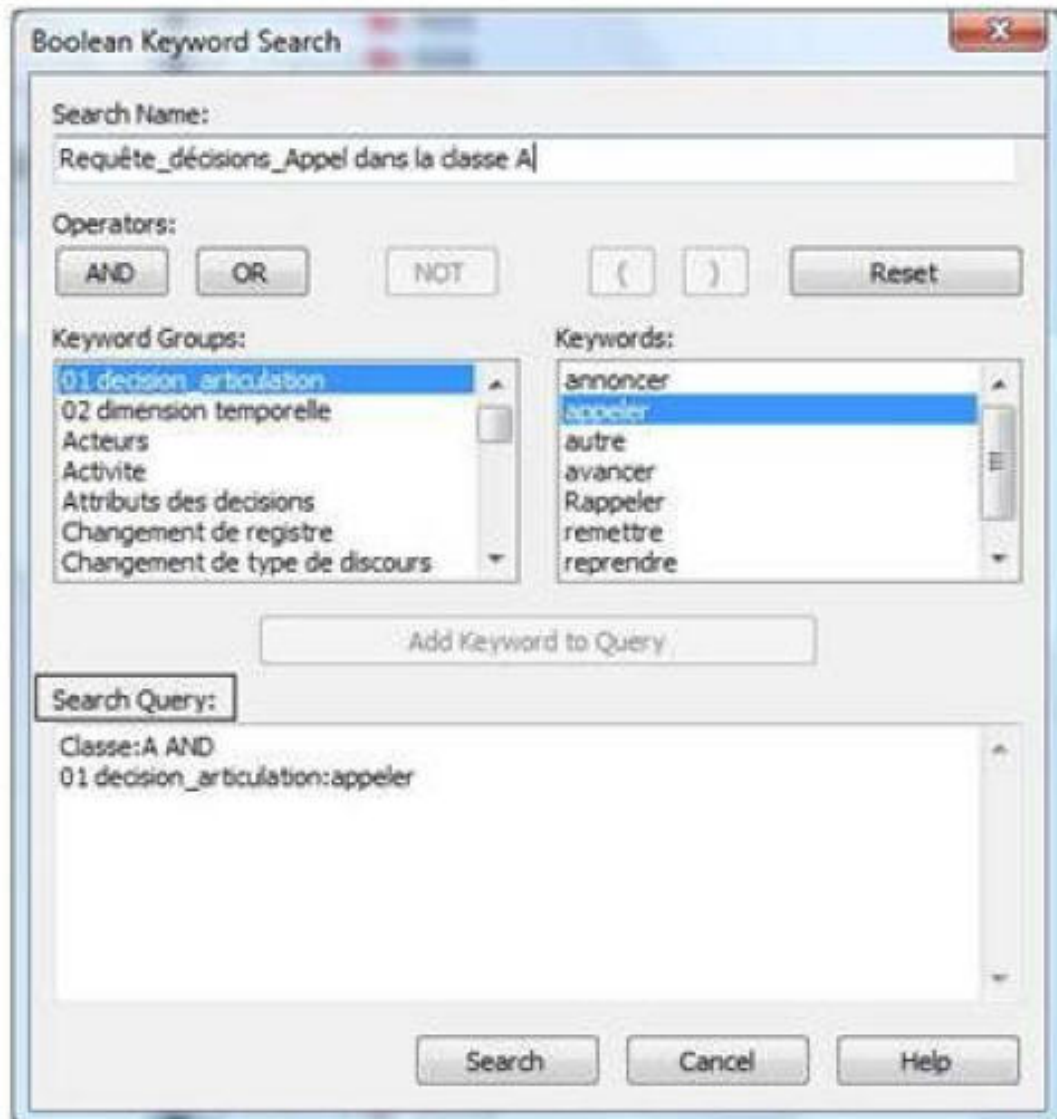 Boolean Keyword Search
Search Name:
Requête_décisions_Appel dans la classe A
Operators:
AND OR NOT ( ) Reset
Keyword Groups: Keywords:
01 decision_articulation annoncer
02 dimension temporelle appeler
Acteurs autre
Activite avancer
Attributs des decisions Rappeler
Changement de registre remettre
Changement de type de discours reprendre
Add Keyword to Query
Search Query:
Classe:A AND
01 decision_articulation:appeler
Search Cancel Help